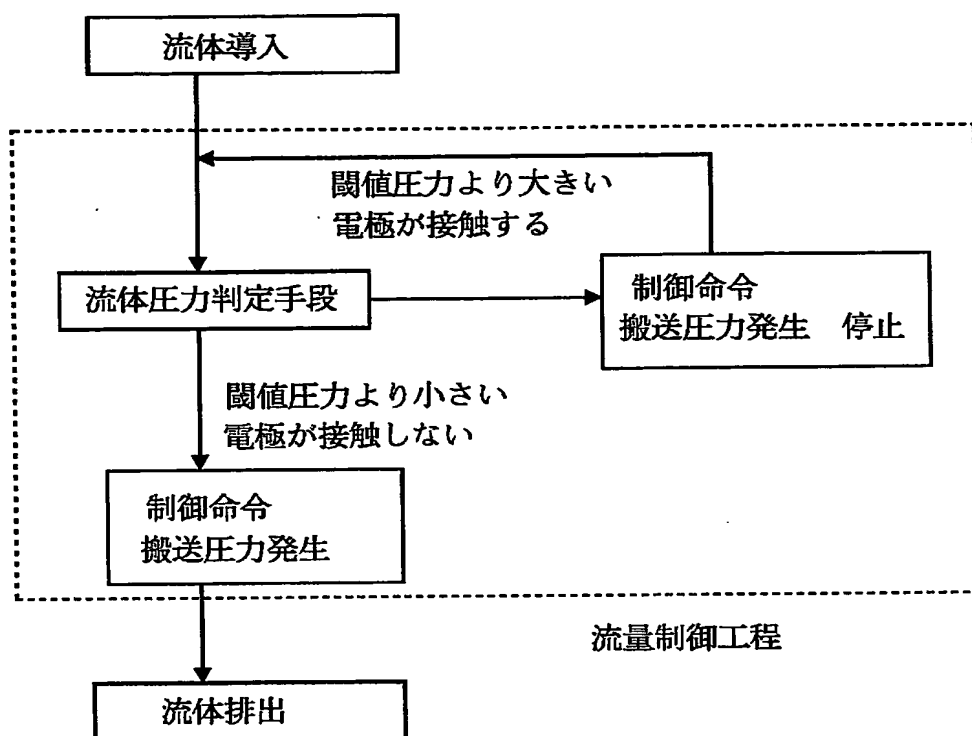 流体導入
閾値圧力より大きい
電極が接触する
流体圧力判定手段
制御命令
搬送圧力発生　停止
閾値圧力より小さい
電極が接触しない
制御命令
搬送圧力発生
流量制御工程
流体排出